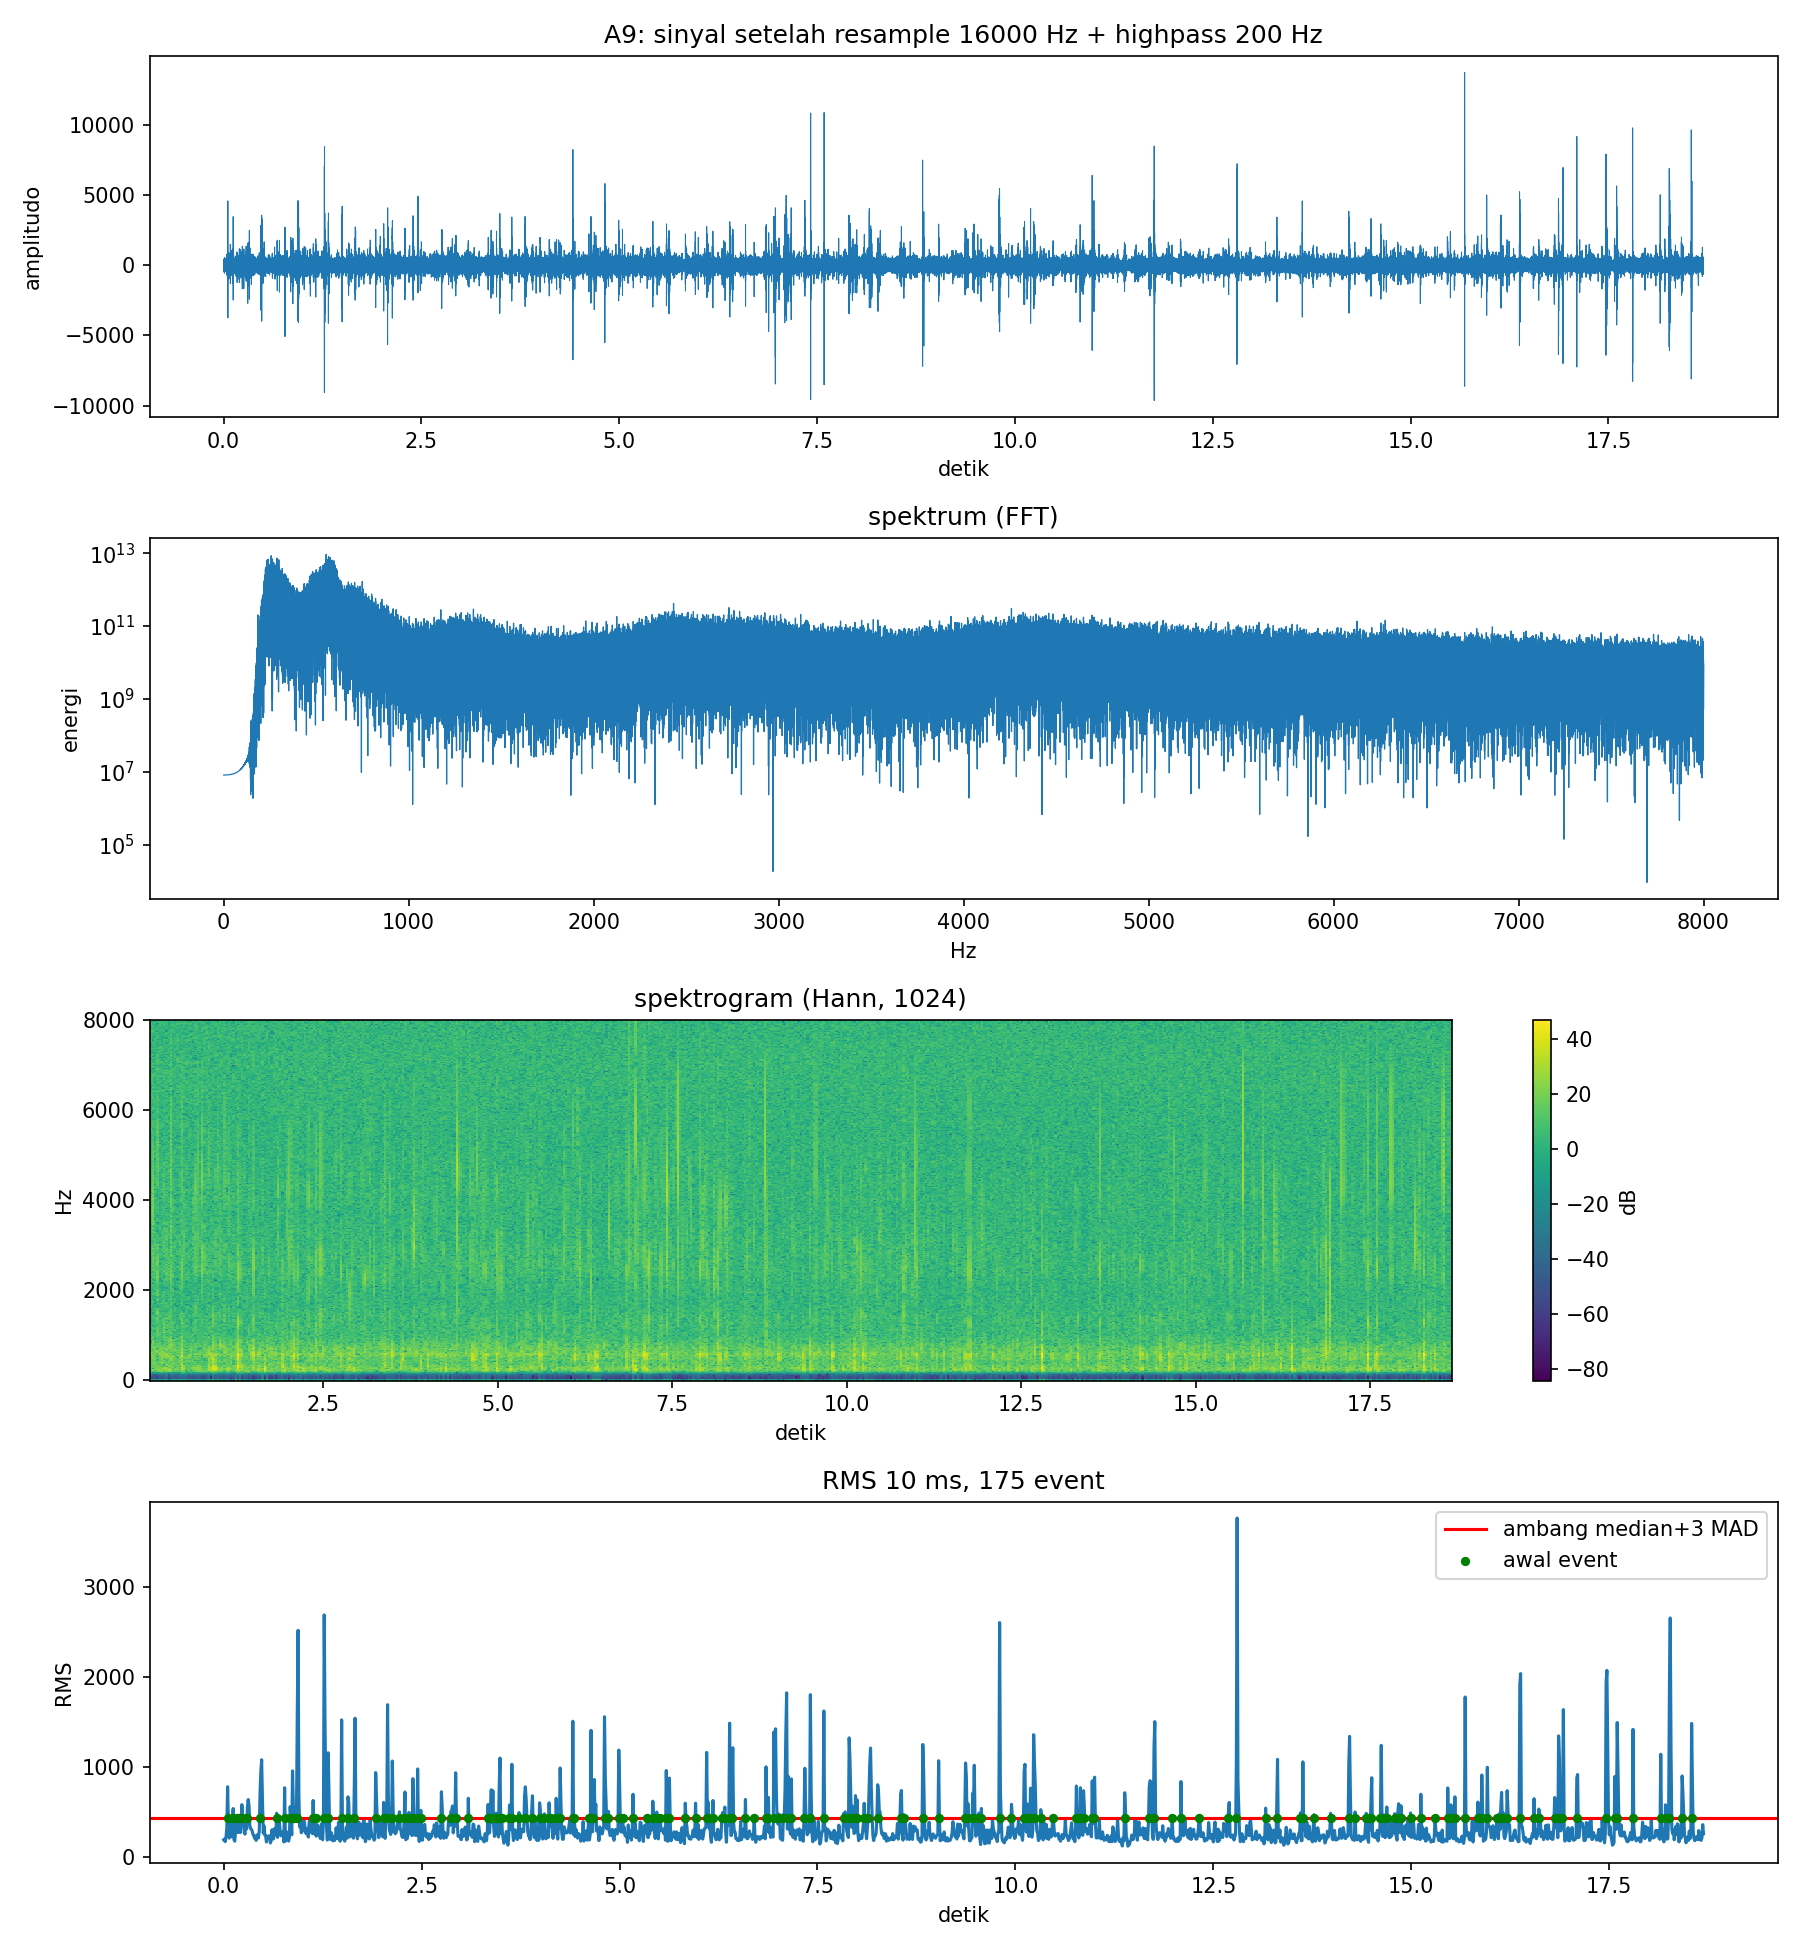 A9: sinyal setelah resample 16000 Hz + highpass 200 Hz
amplitudo
10000
5000
0
−5000
−10000
0.0 2.5 5.0 7.5 10.0 12.5 15.0 17.5
detik
spektrum (FFT)
energi
10^13
10^11
10^9
10^7
10^5
0 1000 2000 3000 4000 5000 6000 7000 8000
Hz
spektrogram (Hann, 1024)
Hz
8000
6000
4000
2000
0
2.5 5.0 7.5 10.0 12.5 15.0 17.5
detik
40
20
0
−20
−40
−60
−80
dB
RMS 10 ms, 175 event
ambang median+3 MAD
awal event
RMS
3000
2000
1000
0
0.0 2.5 5.0 7.5 10.0 12.5 15.0 17.5
detik